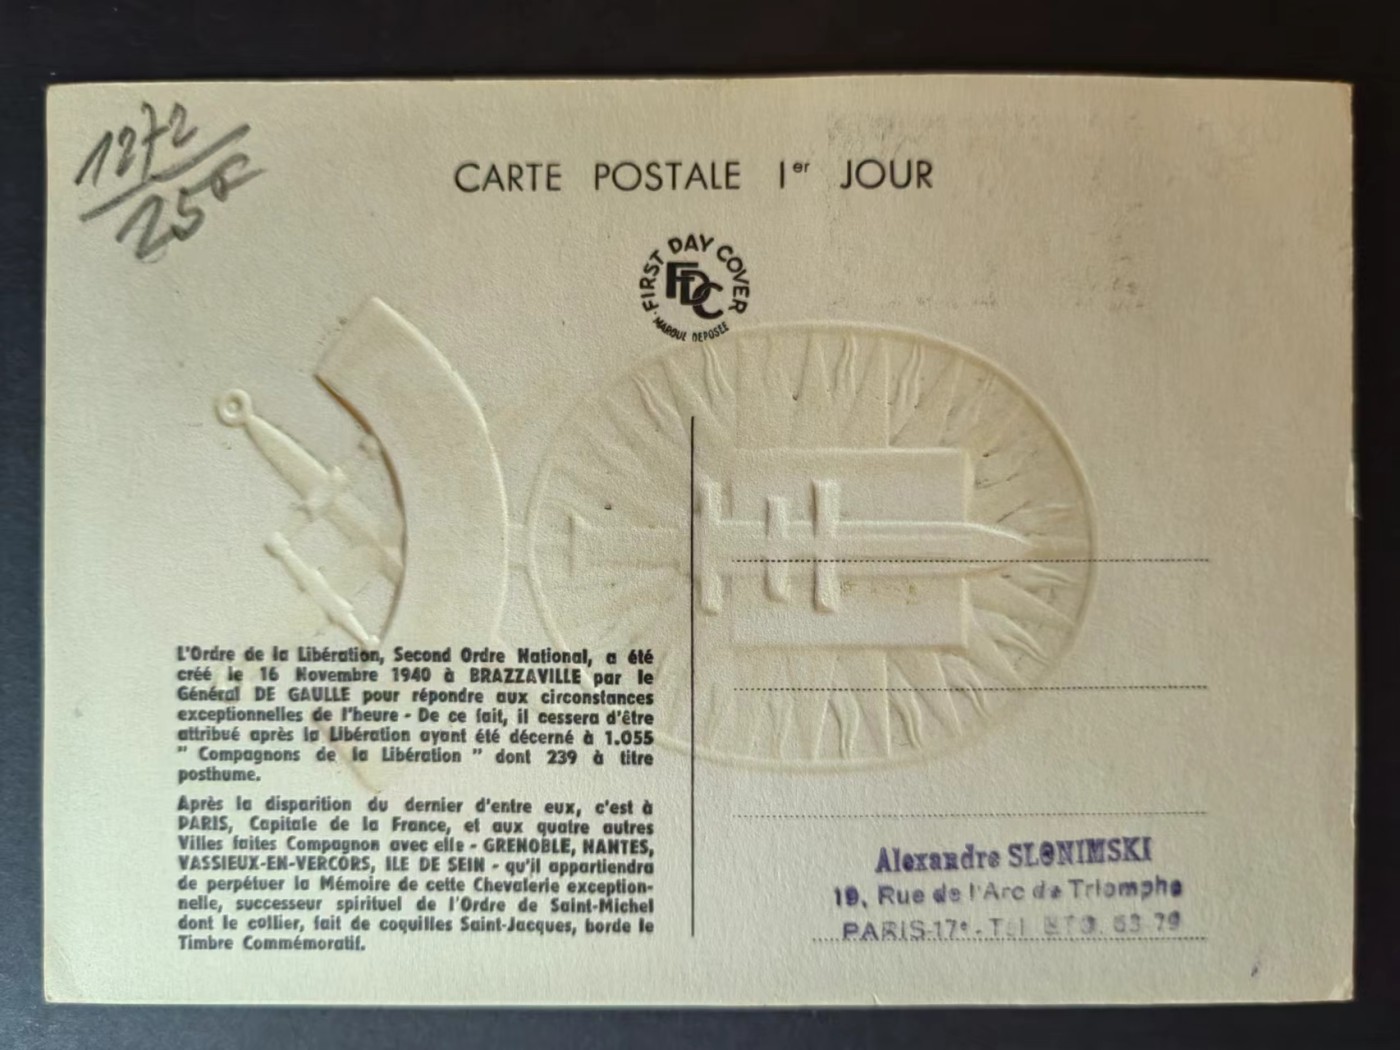 1272
CARTE POSTALE 1er JOUR
FIRST DAY COVER
FDC
MARQUE DEPOSEE
L'Ordre de la Libération, Second Ordre National, a été
créé le 16 Novembre 1940 à BRAZZAVILLE par le
Général DE GAULLE pour répondre aux circonstances
exceptionnelles de l'heure - De ce fait, il cessera d'être
attribué après la Libération ayant été décerné à 1.055
" Compagnons de la Libération " dont 239 à titre
posthume.
Après la disparition du dernier d'entre eux, c'est à
PARIS, Capitale de la France, et aux quatre autres
Villes faites Compagnon avec elle - GRENOBLE, NANTES,
VASSIEUX-EN-VERCORS, ILE DE SEIN - qu'il appartiendra
de perpétuer la Mémoire de cette Chevalerie exception-
nelle, successeur spirituel de l'Ordre de Saint-Michel
dont le collier, fait de coquilles Saint-Jacques, borde le
Timbre Commémoratif.
Alexandre SLONIMSKI
19, Rue de l'Arc de Triomphe
PARIS-17e - Tél. ETO. 63-79